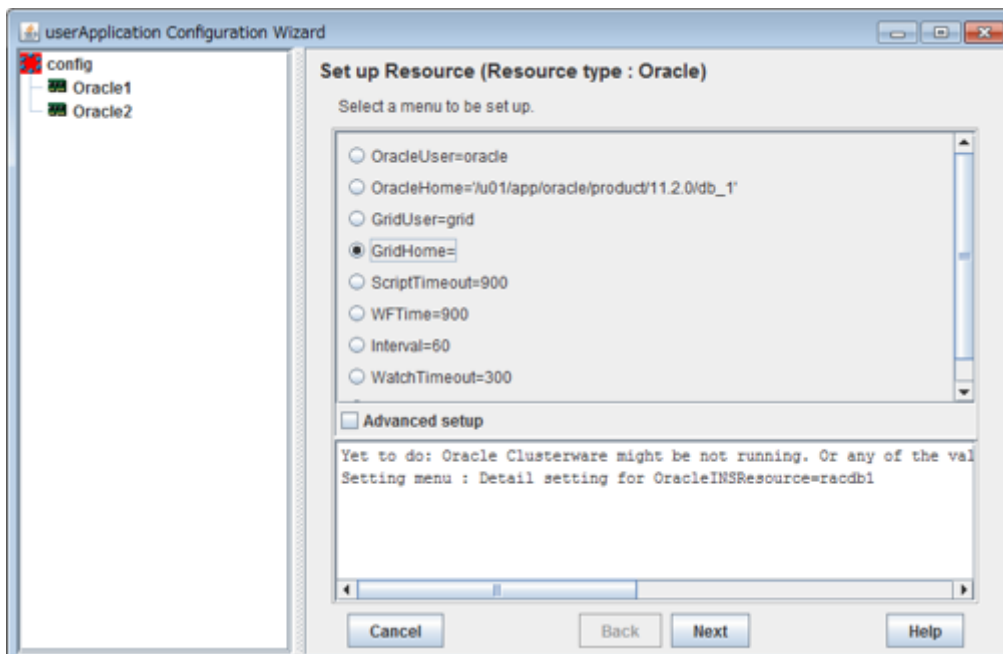 userApplication Configuration Wizard
config
Oracle1
Oracle2
Set up Resource (Resource type : Oracle)
Select a menu to be set up.
OracleUser=oracle
OracleHome='/u01/app/oracle/product/11.2.0/db_1'
GridUser=grid
GridHome=
ScriptTimeout=900
WFTime=900
Interval=60
WatchTimeout=300
Advanced setup
Yet to do: Oracle Clusterware might be not running. Or any of the val
Setting menu : Detail setting for OracleINSResource=racdb1
Cancel
Back
Next
Help